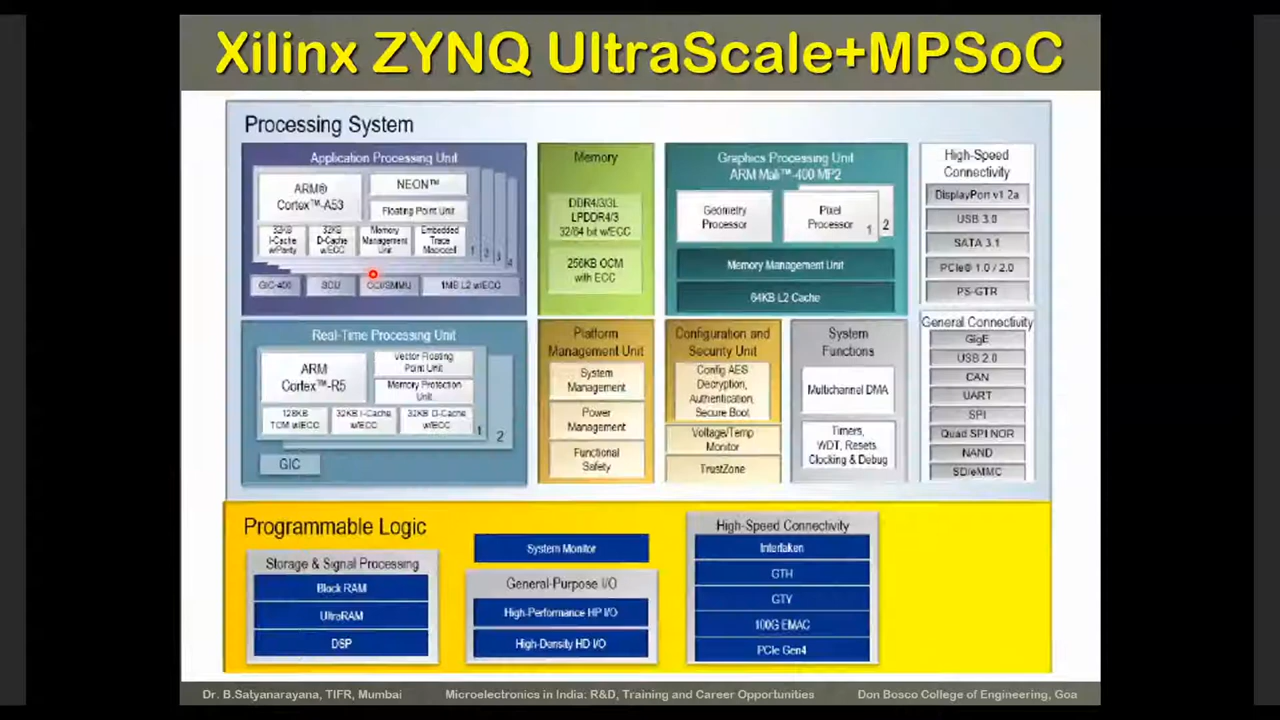 Xilinx ZYNQ UltraScale+MPSoC
Processing System
Application Processing Unit
ARM®
Cortex™-A53
NEON™
Floating Point Unit
32KB
I-Cache
w/Parity
32KB
D-Cache
w/ECC
Memory
Management
Unit
Embedded
Trace
Macrocell
1
2
3
4
GIC-400
SCU
CCI/SMMU
1MB L2 w/ECC
Memory
DDR4/3/3L
LPDDR4/3
32/64 bit w/ECC
256KB OCM
with ECC
Graphics Processing Unit
ARM Mali™-400 MP2
Geometry
Processor
Pixel
Processor
1
2
Memory Management Unit
64KB L2 Cache
High-Speed
Connectivity
DisplayPort v1.2a
USB 3.0
SATA 3.1
PCIe® 1.0 / 2.0
PS-GTR
Real-Time Processing Unit
ARM
Cortex™-R5
Vector Floating
Point Unit
Memory Protection
Unit
128KB
TCM w/ECC
32KB I-Cache
w/ECC
32KB D-Cache
w/ECC
1
2
GIC
Platform
Management Unit
System
Management
Power
Management
Functional
Safety
Configuration and
Security Unit
Config AES
Decryption,
Authentication,
Secure Boot
Voltage/Temp
Monitor
TrustZone
System
Functions
Multichannel DMA
Timers,
WDT, Resets
Clocking & Debug
General Connectivity
GigE
USB 2.0
CAN
UART
SPI
Quad SPI NOR
NAND
SD/eMMC
Programmable Logic
Storage & Signal Processing
Block RAM
UltraRAM
DSP
System Monitor
General-Purpose I/O
High-Performance HP I/O
High-Density HD I/O
High-Speed Connectivity
Interlaken
GTH
GTY
100G EMAC
PCIe Gen4
Dr. B.Satyanarayana, TIFR, Mumbai
Microelectronics in India: R&D, Training and Career Opportunities
Don Bosco College of Engineering, Goa